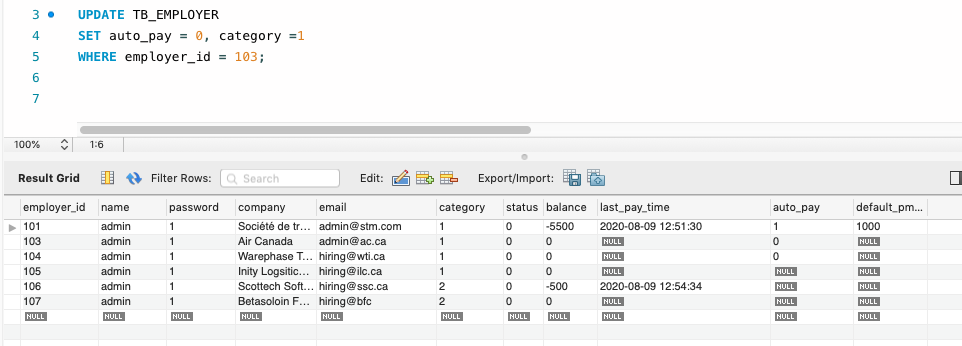 3 UPDATE TB_EMPLOYER
4 SET auto_pay = 0, category =1
5 WHERE employer_id = 103;
6
7
100% 1:6
Result Grid Filter Rows: Search Edit: Export/Import:
employer_id name password company email category status balance last_pay_time auto_pay default_pm...
101 admin 1 Société de tr... admin@stm.com 1 0 -5500 2020-08-09 12:51:30 1 1000
103 admin 1 Air Canada admin@ac.ca 1 0 0 NULL 0 NULL
104 admin 1 Warephase T... hiring@wti.ca 1 0 0 NULL 0 NULL
105 admin 1 Inity Logsitic... hiring@ilc.ca 1 0 0 NULL NULL NULL
106 admin 1 Scottech Soft... hiring@ssc.ca 2 0 -500 2020-08-09 12:54:34 NULL NULL
107 admin 1 Betasoloin F... hiring@bfc 2 0 0 NULL NULL NULL
NULL NULL NULL NULL NULL NULL NULL NULL NULL NULL NULL